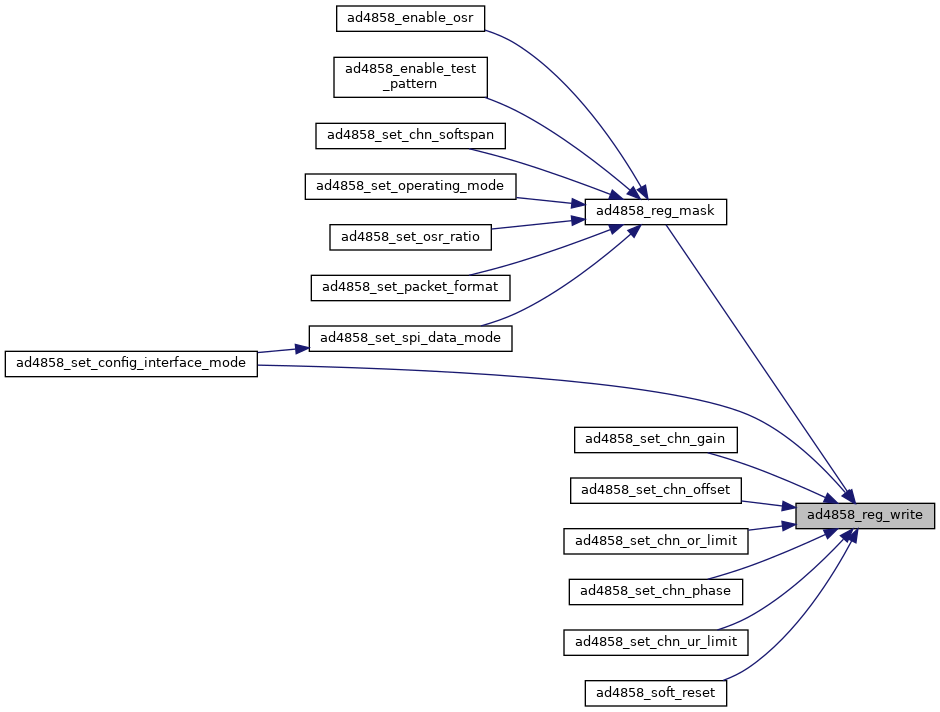 ad4858_enable_osr
ad4858_enable_test
_pattern
ad4858_set_chn_softspan
ad4858_set_operating_mode
ad4858_reg_mask
ad4858_set_osr_ratio
ad4858_set_packet_format
ad4858_set_spi_data_mode
ad4858_set_config_interface_mode
ad4858_set_chn_gain
ad4858_set_chn_offset
ad4858_reg_write
ad4858_set_chn_or_limit
ad4858_set_chn_phase
ad4858_set_chn_ur_limit
ad4858_soft_reset